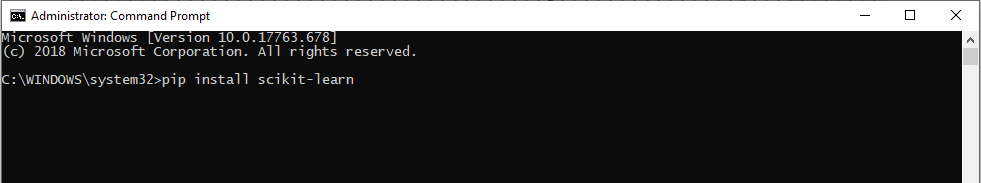 Administrator: Command Prompt
Microsoft Windows [Version 10.0.17763.678]
(c) 2018 Microsoft Corporation. All rights reserved.
C:\WINDOWS\system32>pip install scikit-learn